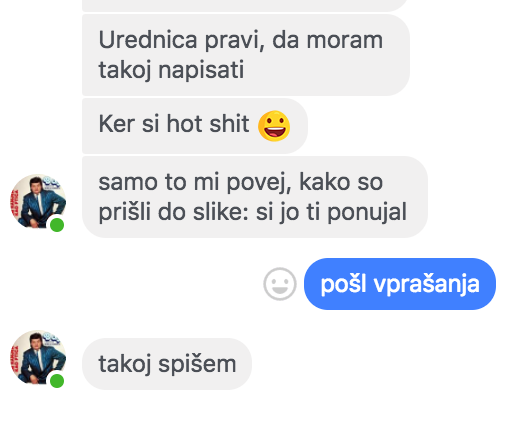 Urednica pravi, da moram
takoj napisati
Ker si hot shit 😀
samo to mi povej, kako so
prišli do slike: si jo ti ponujal
pošl vprašanja
takoj spišem